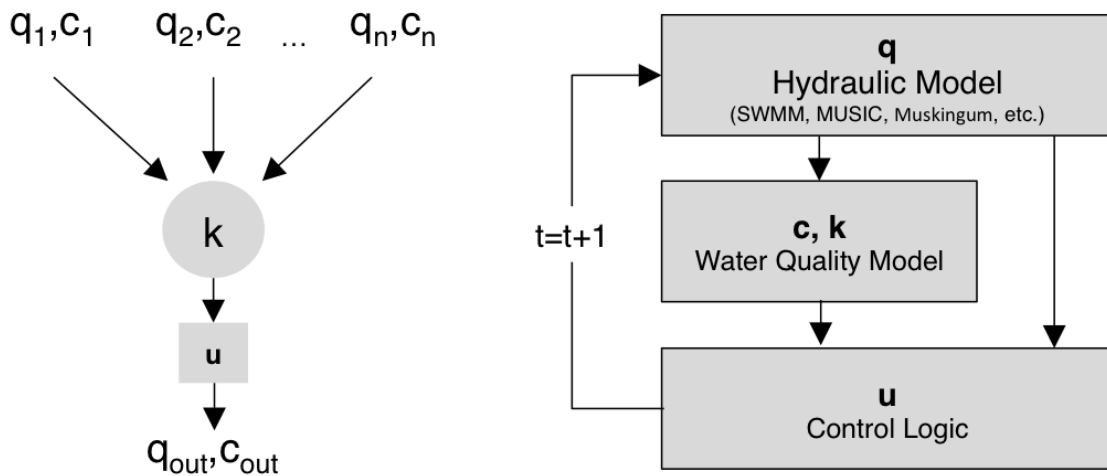 q1,c1 q2,c2 ... qn,cn
k
u
qout,cout
q
Hydraulic Model
(SWMM, MUSIC, Muskingum, etc.)
t=t+1
c, k
Water Quality Model
u
Control Logic